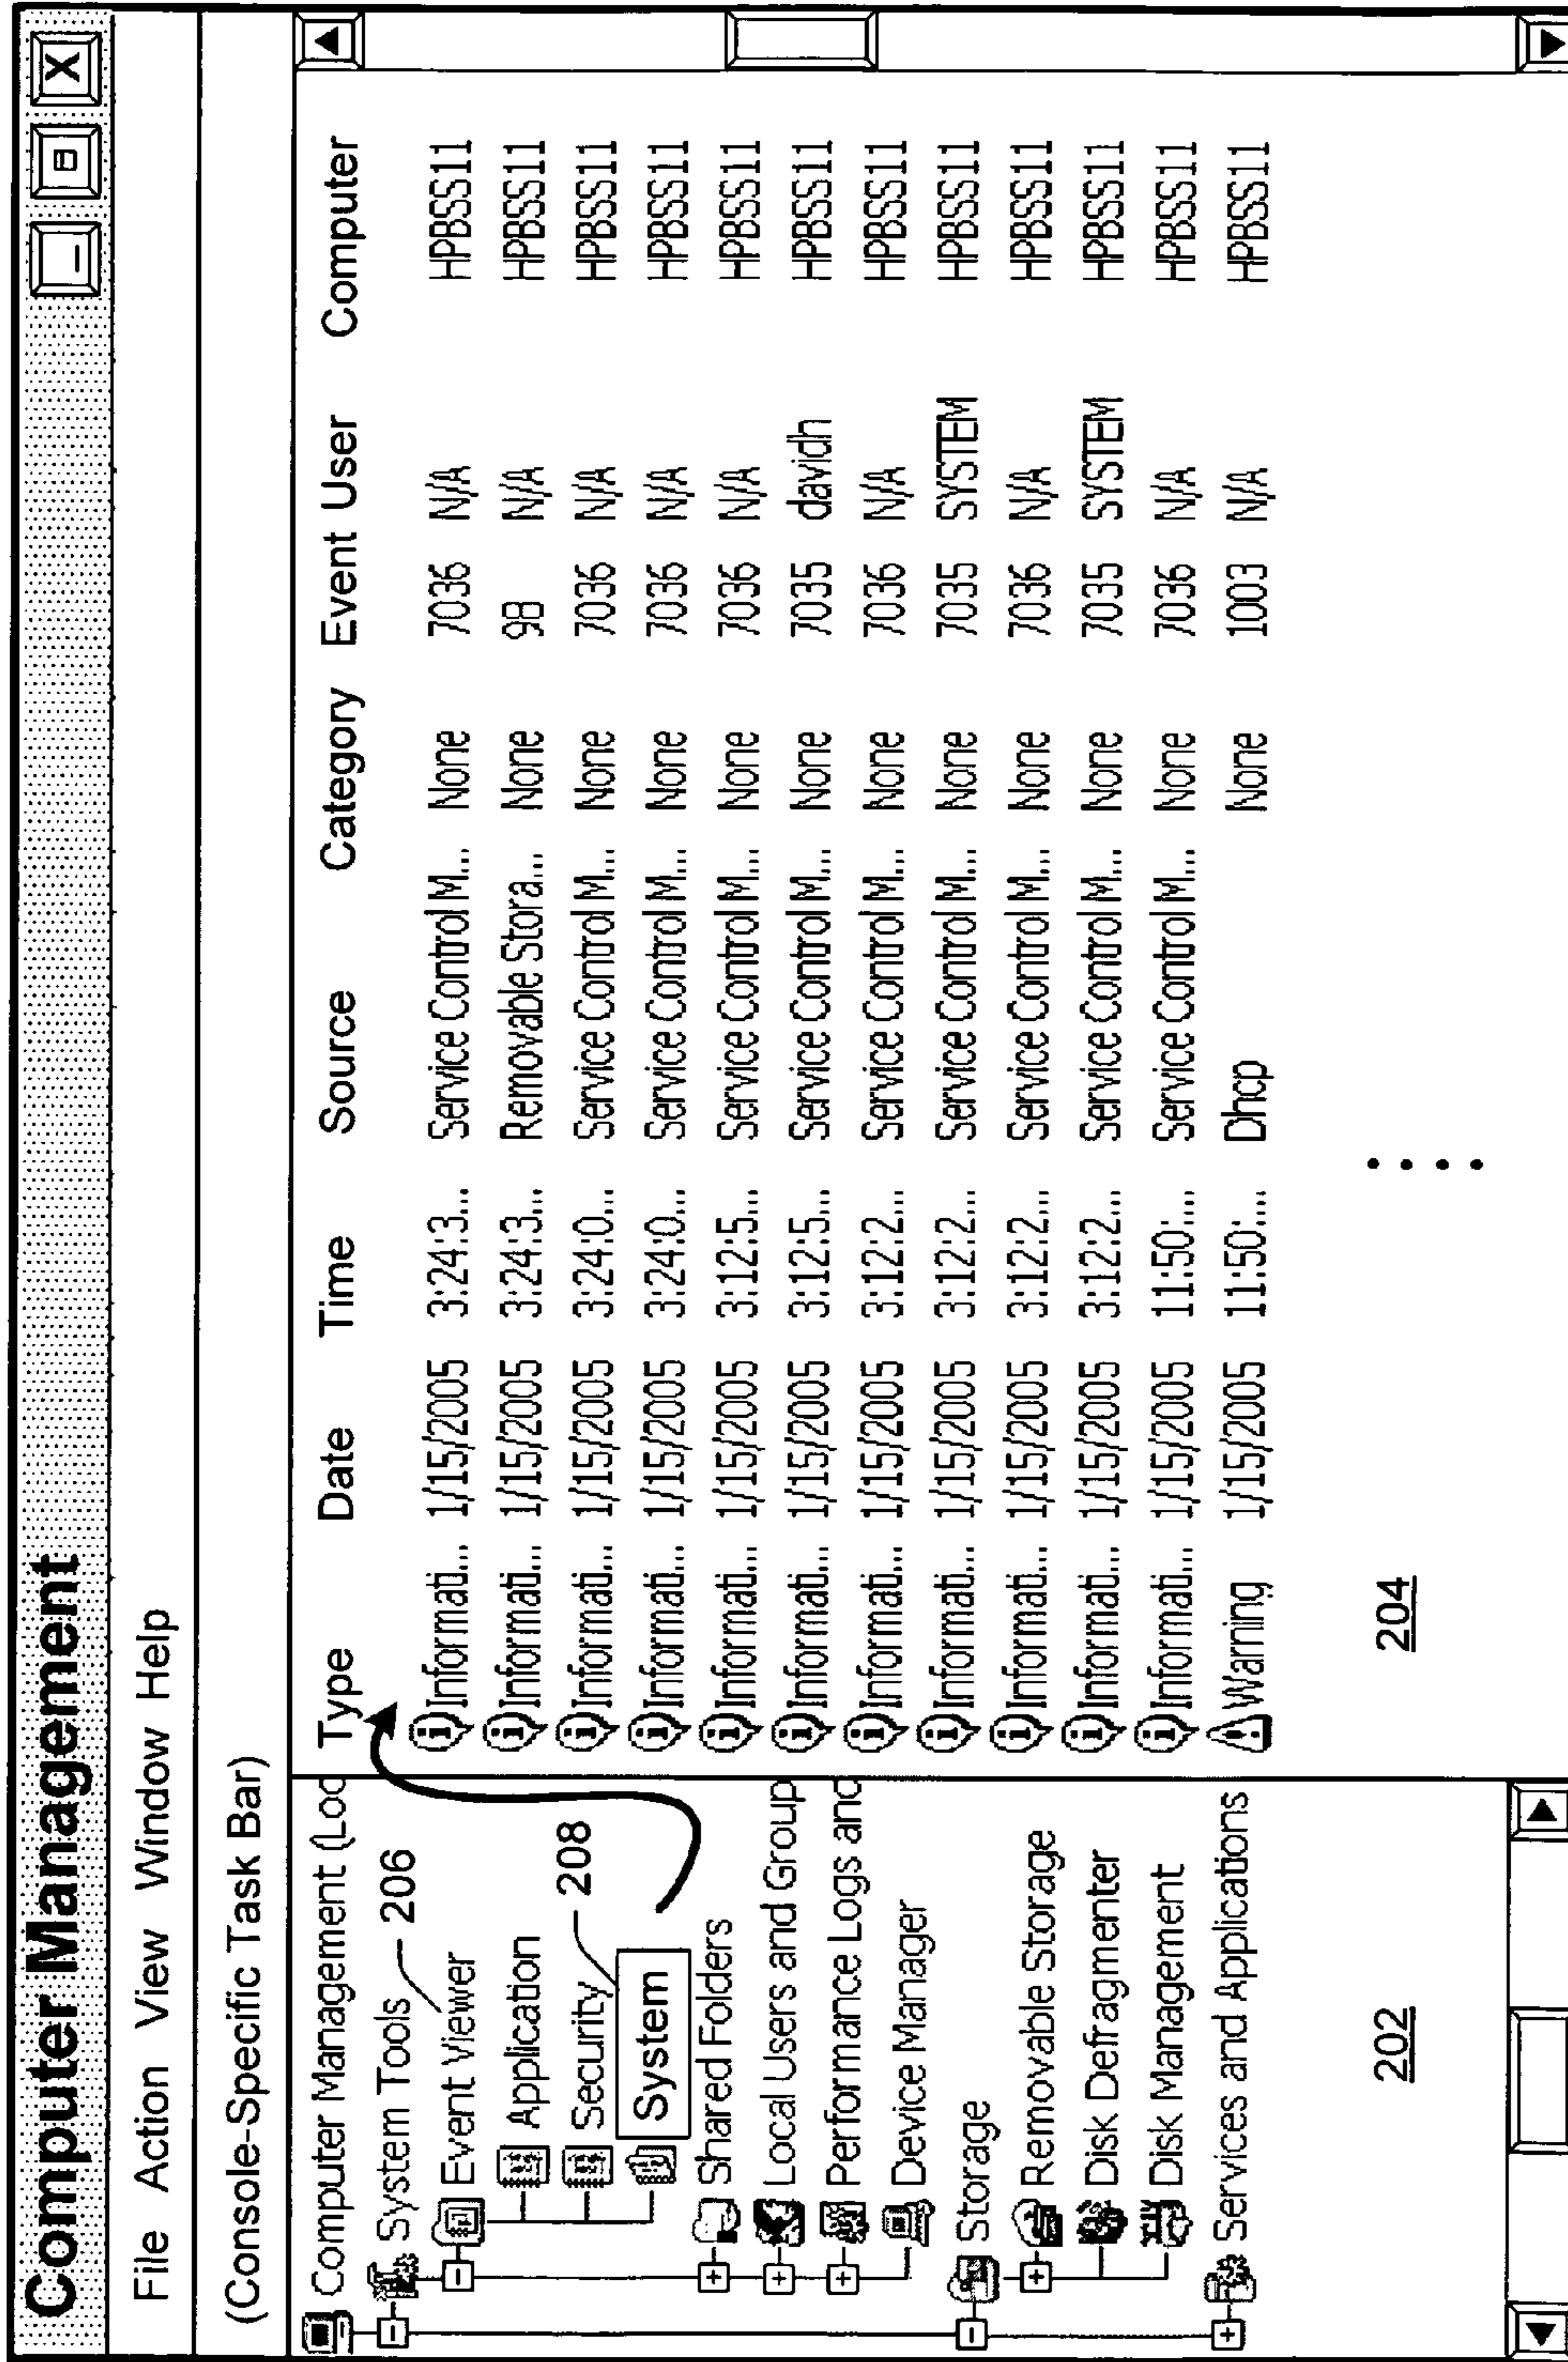 Computer Management
File Action View Window Help
(Console-Specific Task Bar)
Computer Management (Loc
System Tools
206
Event Viewer
Application
Security
208
System
Shared Folders
Local Users and Group
Performance Logs and
Device Manager
Storage
Removable Storage
Disk Defragmenter
Disk Management
Services and Applications
202
Type Date Time Source Category Event User Computer
Informati... 1/15/2005 3:24:3... Service Control M... None 7036 N/A HPBSS11
Informati... 1/15/2005 3:24:3... Removable Stora... None 98 N/A HPBSS11
Informati... 1/15/2005 3:24:0... Service Control M... None 7036 N/A HPBSS11
Informati... 1/15/2005 3:24:0... Service Control M... None 7036 N/A HPBSS11
Informati... 1/15/2005 3:12:5... Service Control M... None 7036 N/A HPBSS11
Informati... 1/15/2005 3:12:5... Service Control M... None 7035 davidh HPBSS11
Informati... 1/15/2005 3:12:2... Service Control M... None 7036 N/A HPBSS11
Informati... 1/15/2005 3:12:2... Service Control M... None 7035 SYSTEM HPBSS11
Informati... 1/15/2005 3:12:2... Service Control M... None 7036 N/A HPBSS11
Informati... 1/15/2005 3:12:2... Service Control M... None 7035 SYSTEM HPBSS11
Informati... 1/15/2005 11:50:... Service Control M... None 7036 N/A HPBSS11
Warning 1/15/2005 11:50:... Dhcp None 1003 N/A HPBSS11
204